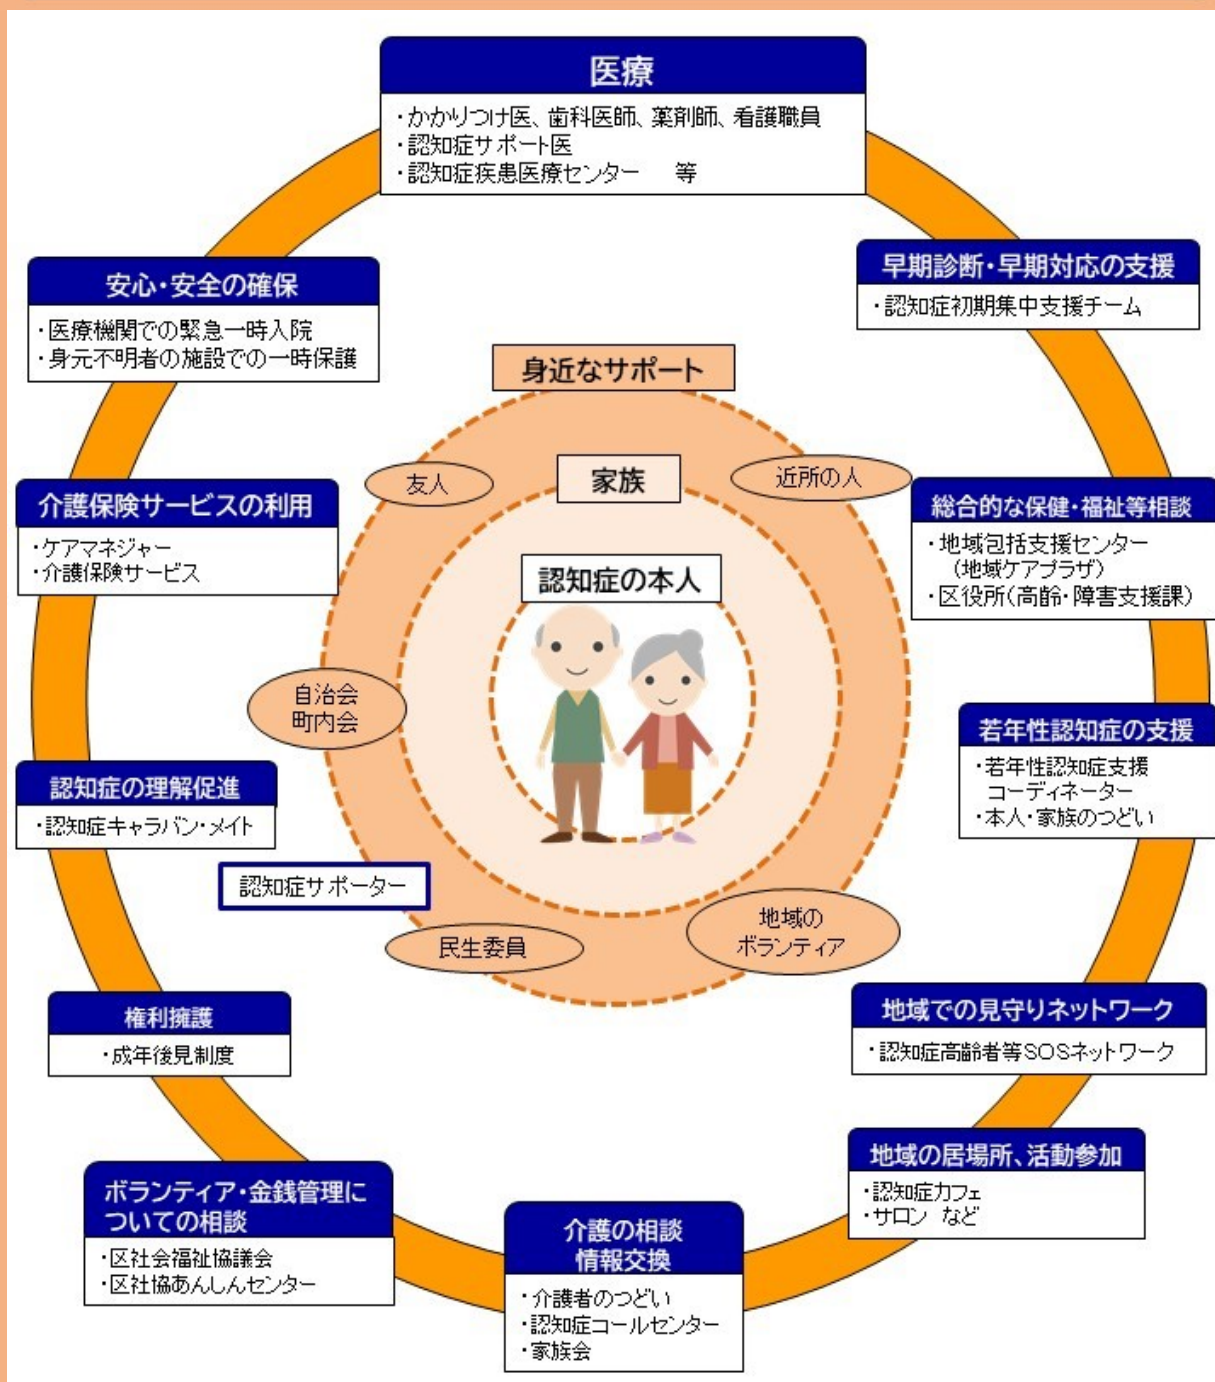 医療
・かかりつけ医、歯科医師、薬剤師、看護職員
・認知症サポート医
・認知症疾患医療センター　等
早期診断・早期対応の支援
・認知症初期集中支援チーム
安心・安全の確保
・医療機関での緊急一時入院
・身元不明者の施設での一時保護
身近なサポート
友人
家族
近所の人
認知症の本人
介護保険サービスの利用
・ケアマネジャー
・介護保険サービス
総合的な保健・福祉等相談
・地域包括支援センター
（地域ケアプラザ）
・区役所（高齢・障害支援課）
自治会
町内会
若年性認知症の支援
・若年性認知症支援
コーディネーター
・本人・家族のつどい
認知症の理解促進
・認知症キャラバン・メイト
認知症サポーター
民生委員
地域の
ボランティア
権利擁護
・成年後見制度
地域での見守りネットワーク
・認知症高齢者等SOSネットワーク
地域の居場所、活動参加
・認知症カフェ
・サロン　など
ボランティア・金銭管理に
ついての相談
・区社会福祉協議会
・区社協あんしんセンター
介護の相談
情報交換
・介護者のつどい
・認知症コールセンター
・家族会